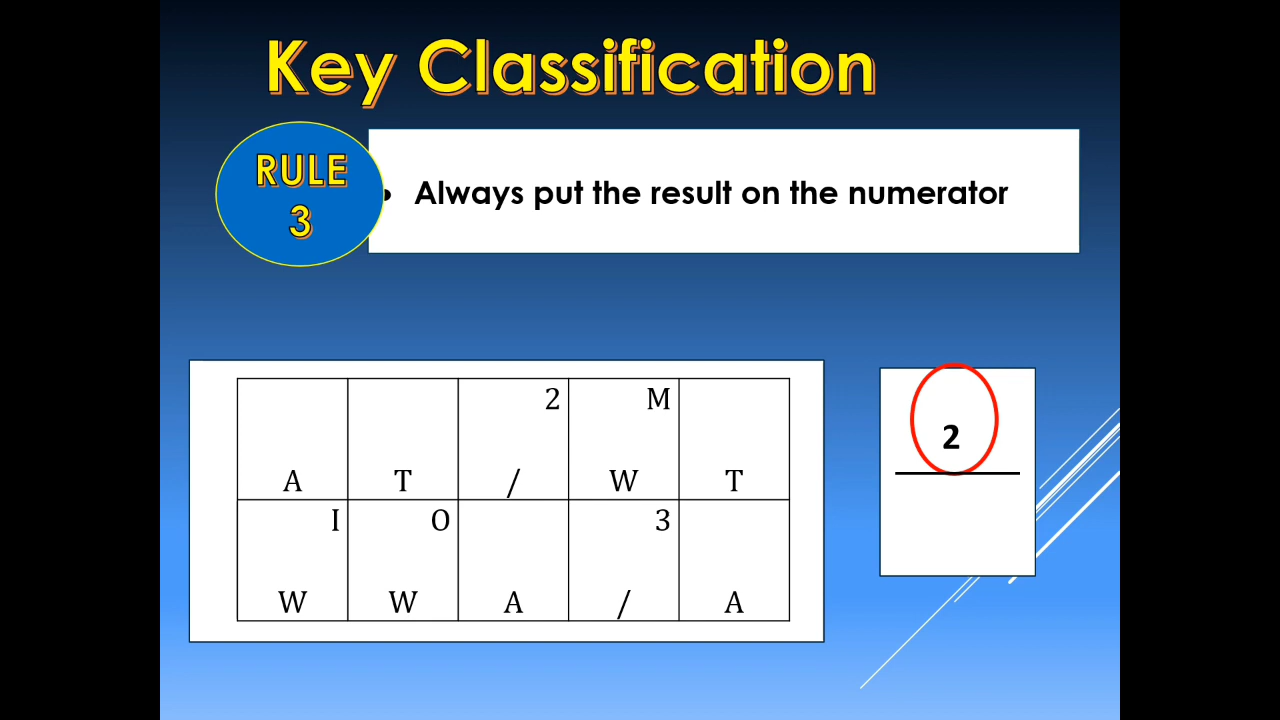 Key Classification
RULE
3
• Always put the result on the numerator
2 M
A T / W T
I O 3
W W A / A
2